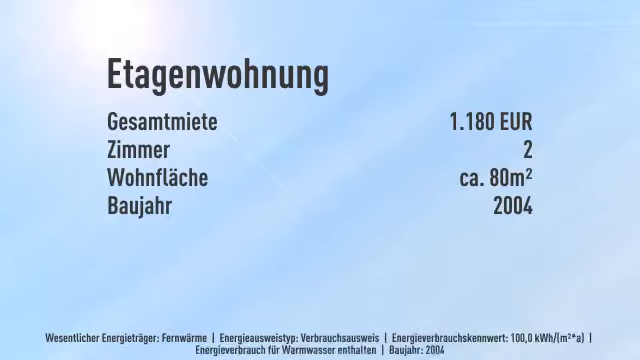 Etagenwohnung
Gesamtmiete 1.180 EUR
Zimmer 2
Wohnfläche ca. 80m²
Baujahr 2004
Wesentlicher Energieträger: Fernwärme | Energieausweistyp: Verbrauchsausweis | Energieverbrauchskennwert: 100,0 kWh/(m²*a) |
Energieverbrauch für Warmwasser enthalten | Baujahr: 2004